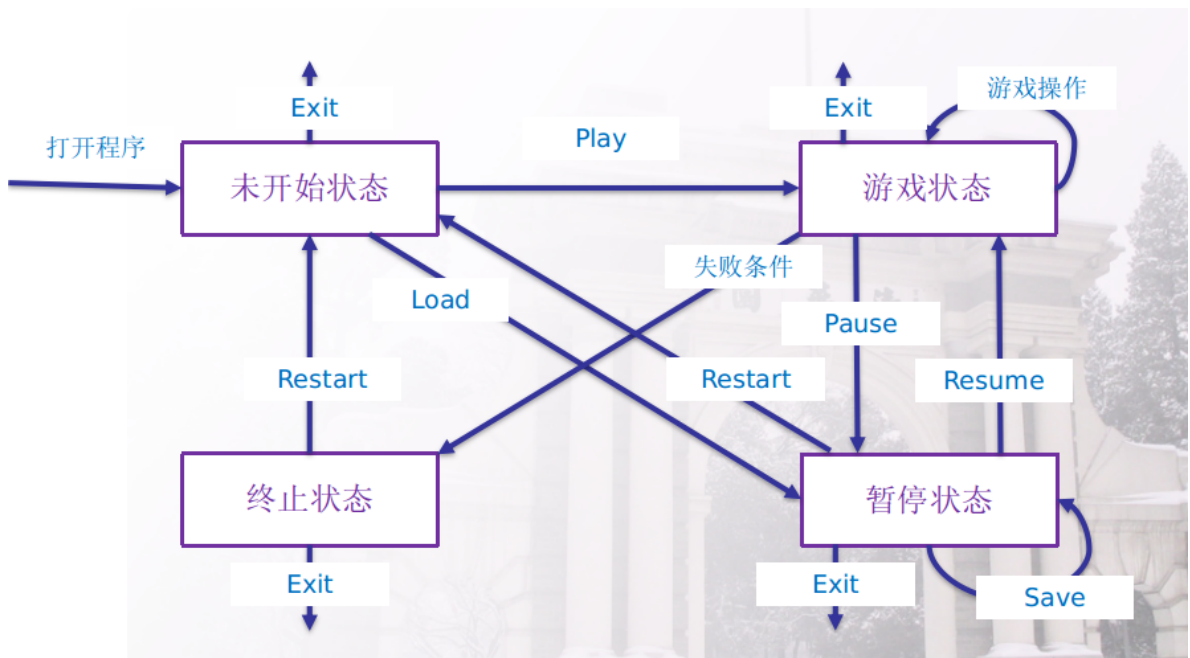 Exit
Exit
游戏操作
打开程序
Play
未开始状态
游戏状态
失败条件
Load
Pause
Restart
Restart
Resume
终止状态
暂停状态
Exit
Exit
Save